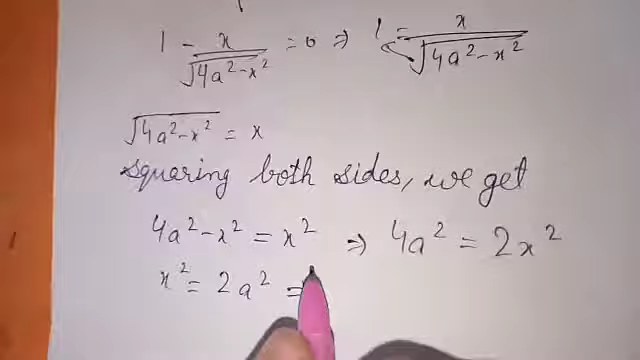 1 - x/√(4a² - x²) = 0 ⇒ 1 = x/√(4a² - x²)
√(4a² - x²) = x
squaring both sides, we get
4a² - x² = x² ⇒ 4a² = 2x²
x² = 2a² =